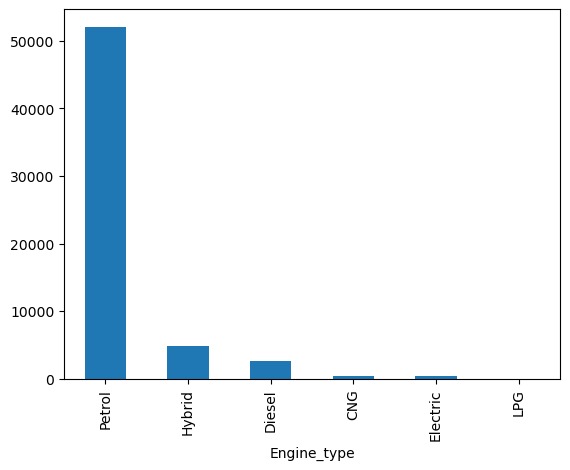 50000
40000
30000
20000
10000
0
Petrol
Hybrid
Diesel
CNG
Electric
LPG
Engine_type